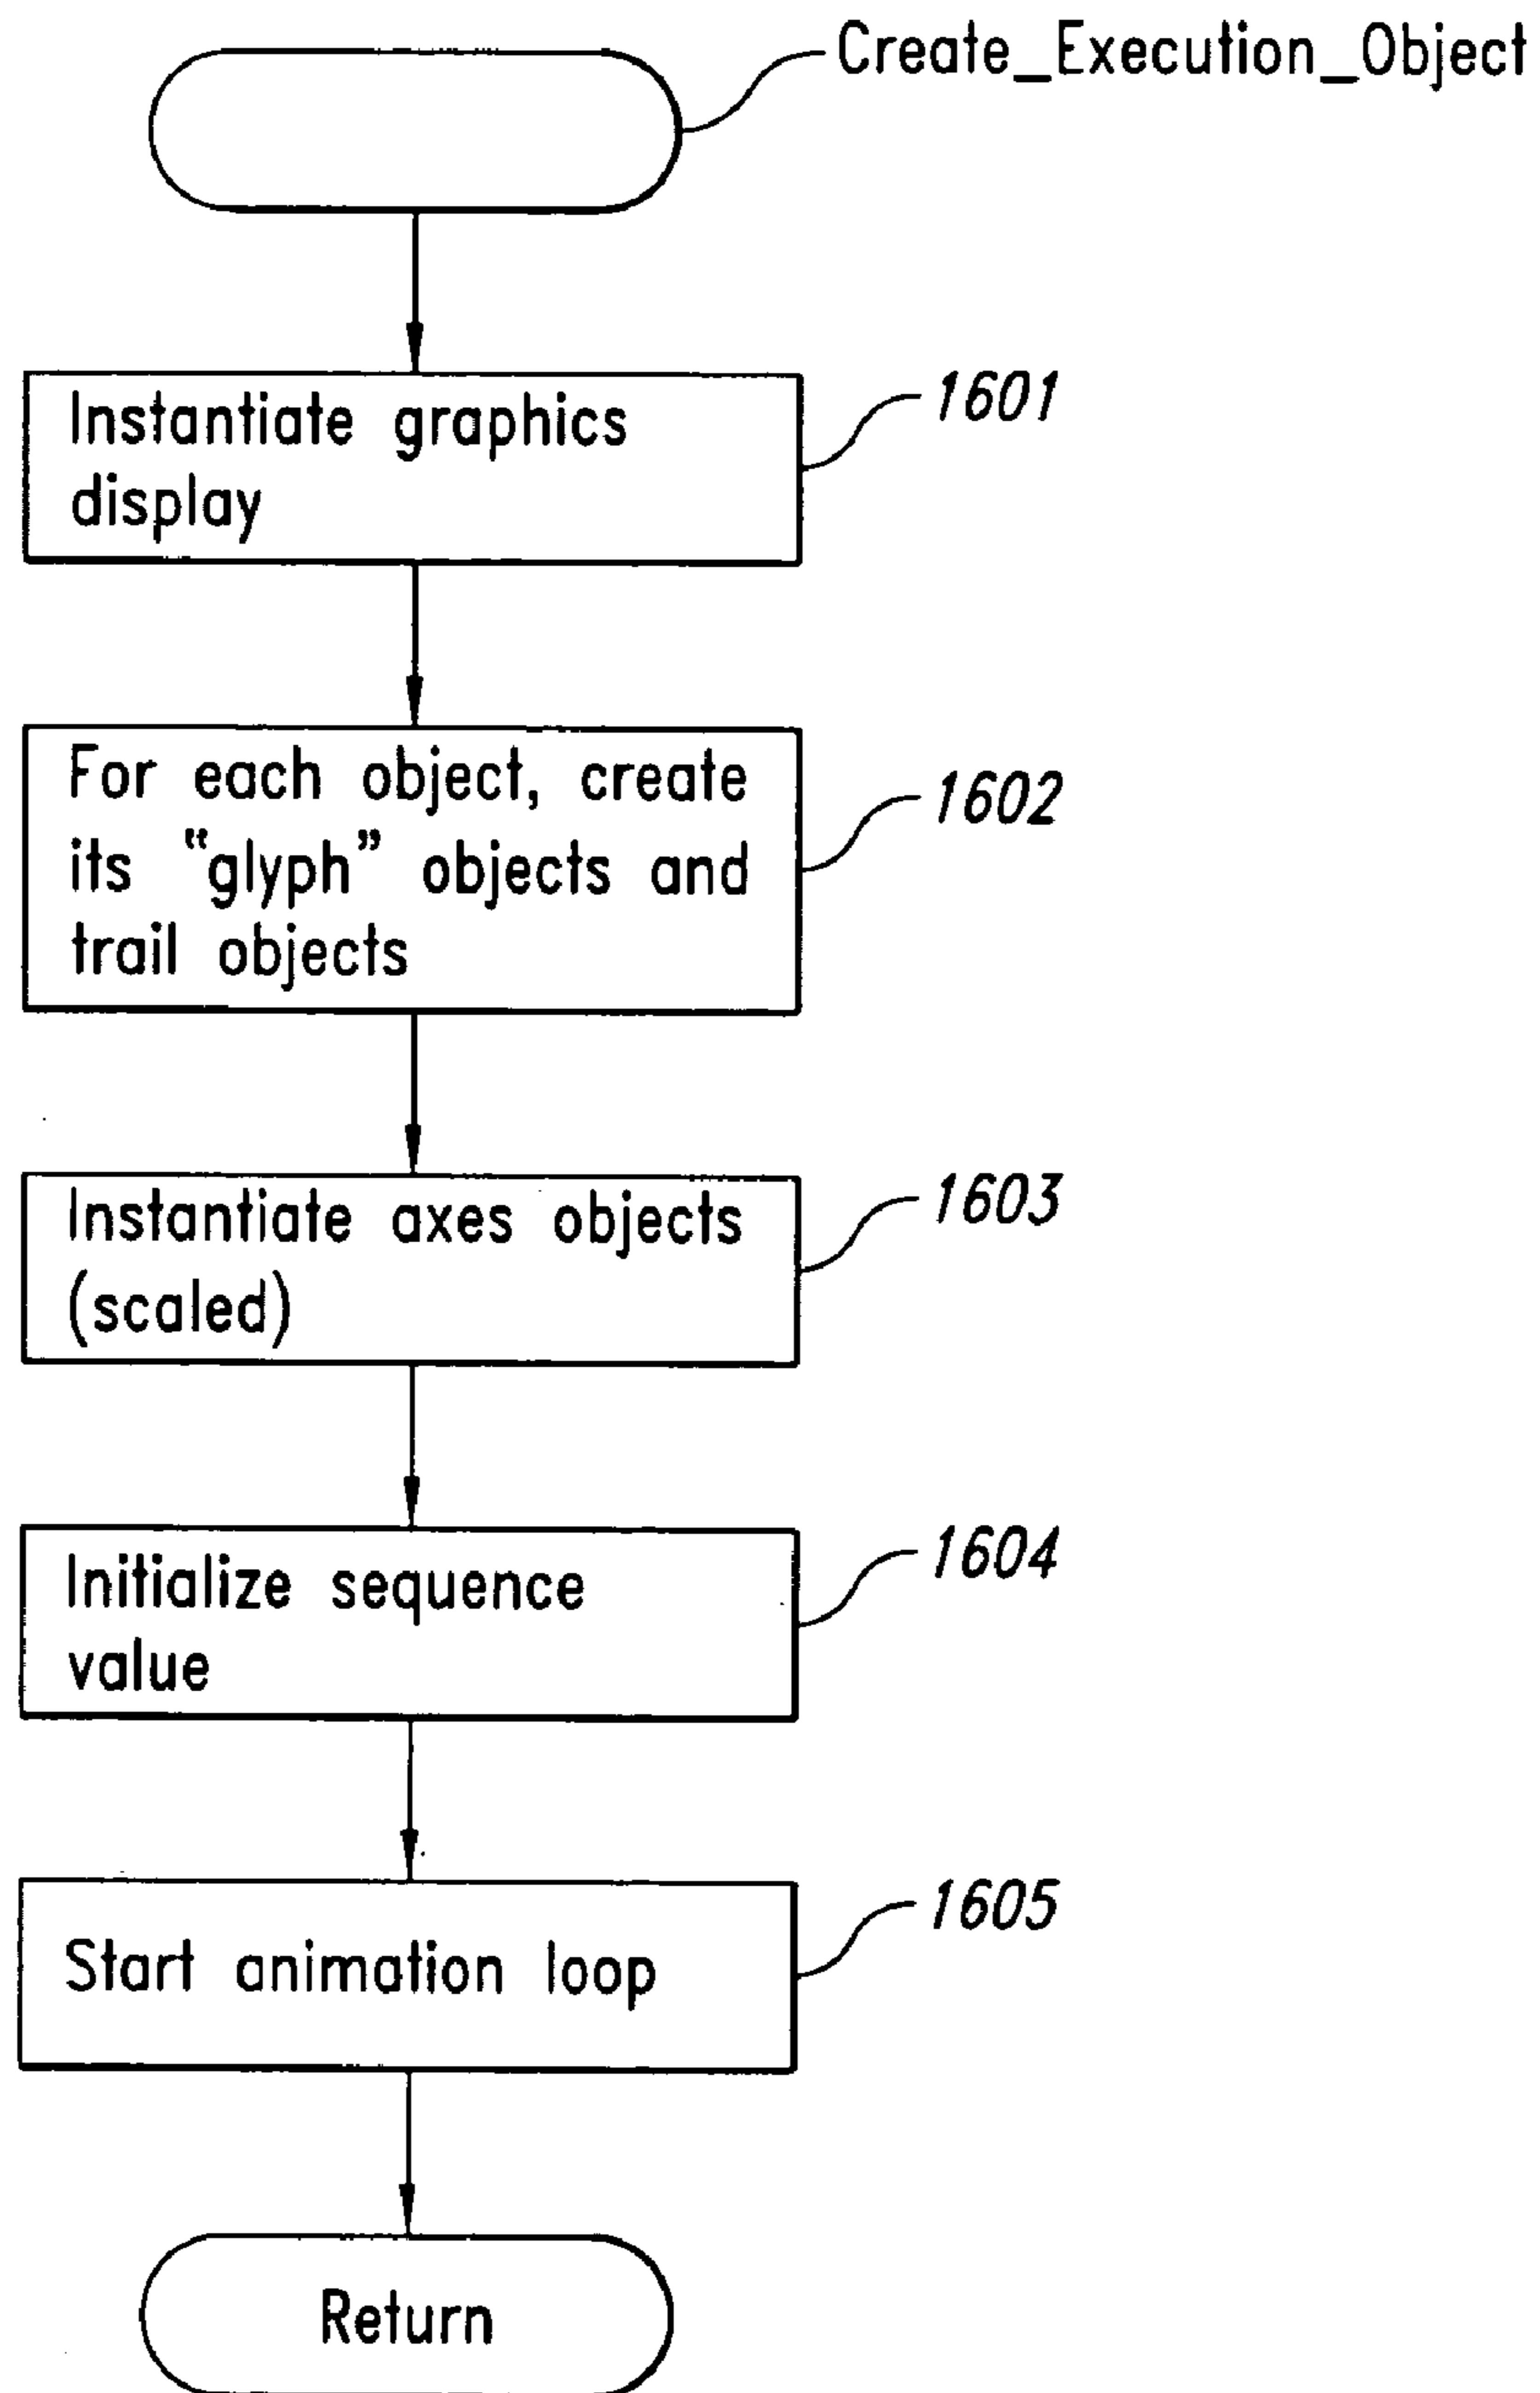 Create_Execution_Object
Instantiate graphics
display
1601
For each object, create
its “glyph” objects and
trail objects
1602
Instantiate axes objects
(scaled)
1603
Initialize sequence
value
1604
Start animation loop
1605
Return